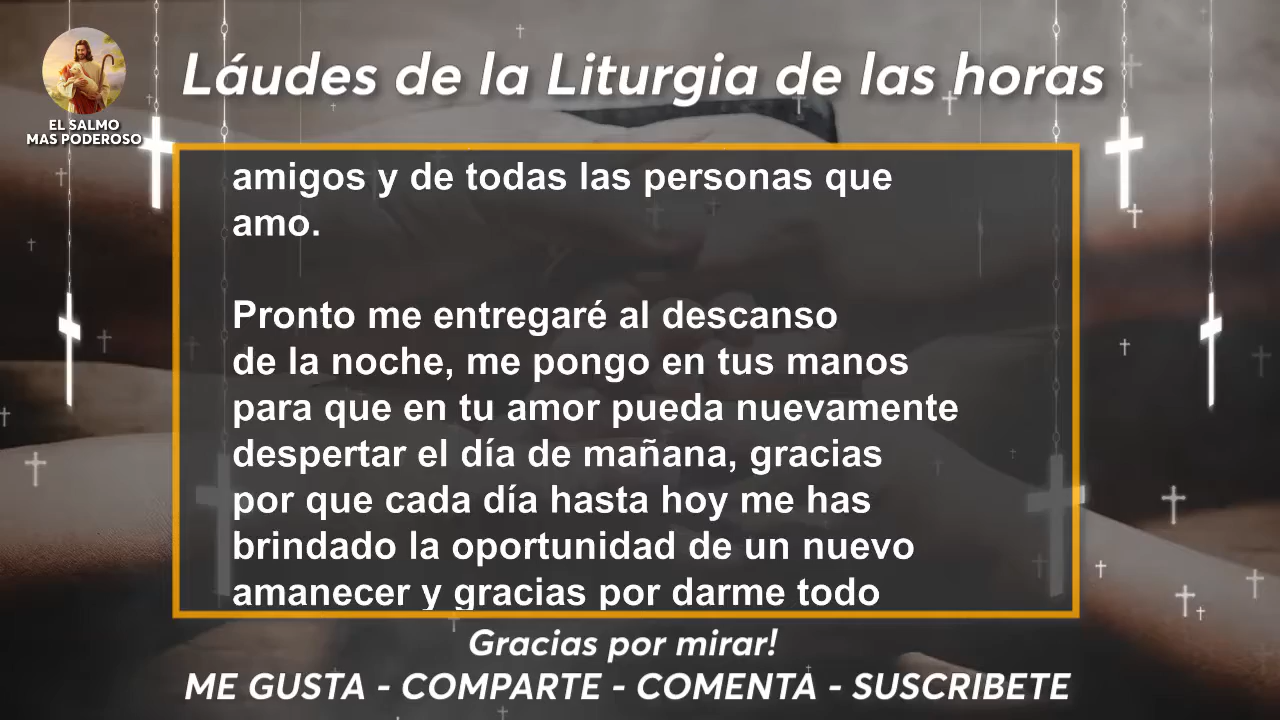 Láudes de la Liturgia de las horas
EL SALMO
MAS PODEROSO
amigos y de todas las personas que
amo.
Pronto me entregaré al descanso
de la noche, me pongo en tus manos
para que en tu amor pueda nuevamente
despertar el día de mañana, gracias
por que cada día hasta hoy me has
brindado la oportunidad de un nuevo
amanecer y gracias por darme todo
Gracias por mirar!
ME GUSTA - COMPARTE - COMENTA - SUSCRIBETE